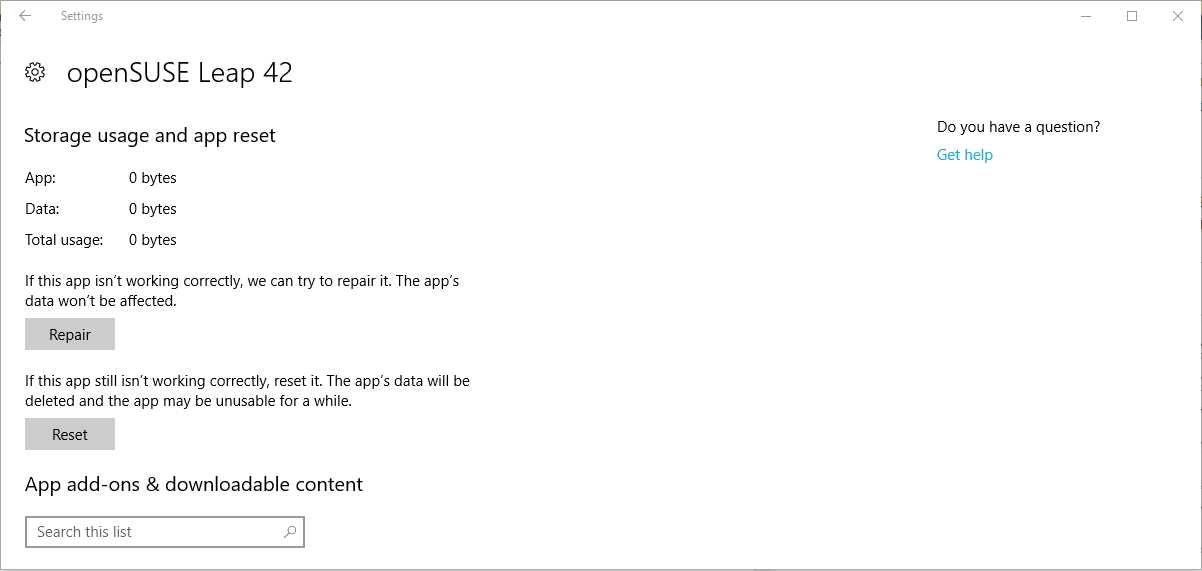 Settings
openSUSE Leap 42
Storage usage and app reset
App: 0 bytes
Data: 0 bytes
Total usage: 0 bytes
If this app isn’t working correctly, we can try to repair it. The app’s
data won’t be affected.
Repair
If this app still isn’t working correctly, reset it. The app’s data will be
deleted and the app may be unusable for a while.
Reset
App add-ons & downloadable content
Search this list
Do you have a question?
Get help